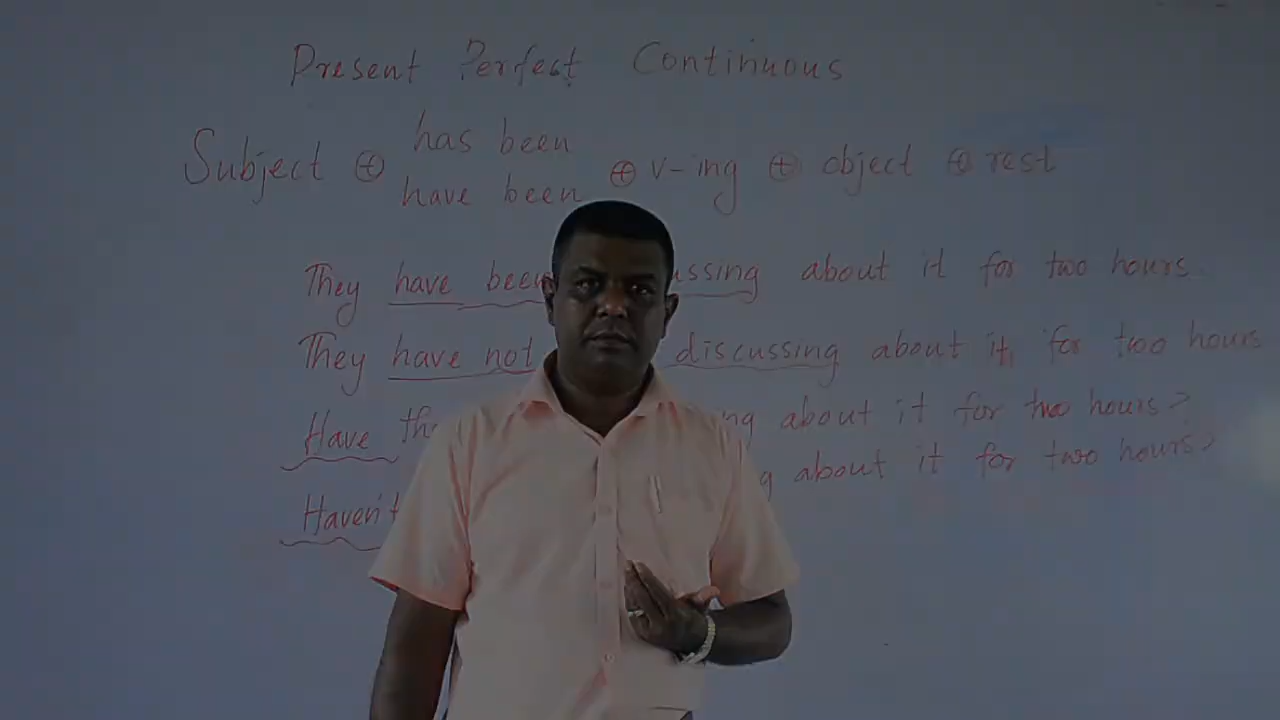 Present Perfect Continuous
has been
Subject ⊕ ⊕ v-ing ⊕ object ⊕ rest
have been
They have been ussing about it for two hours
They have not discussing about it for two hours
Have about it for two hours?
Haven't about it for two hours?